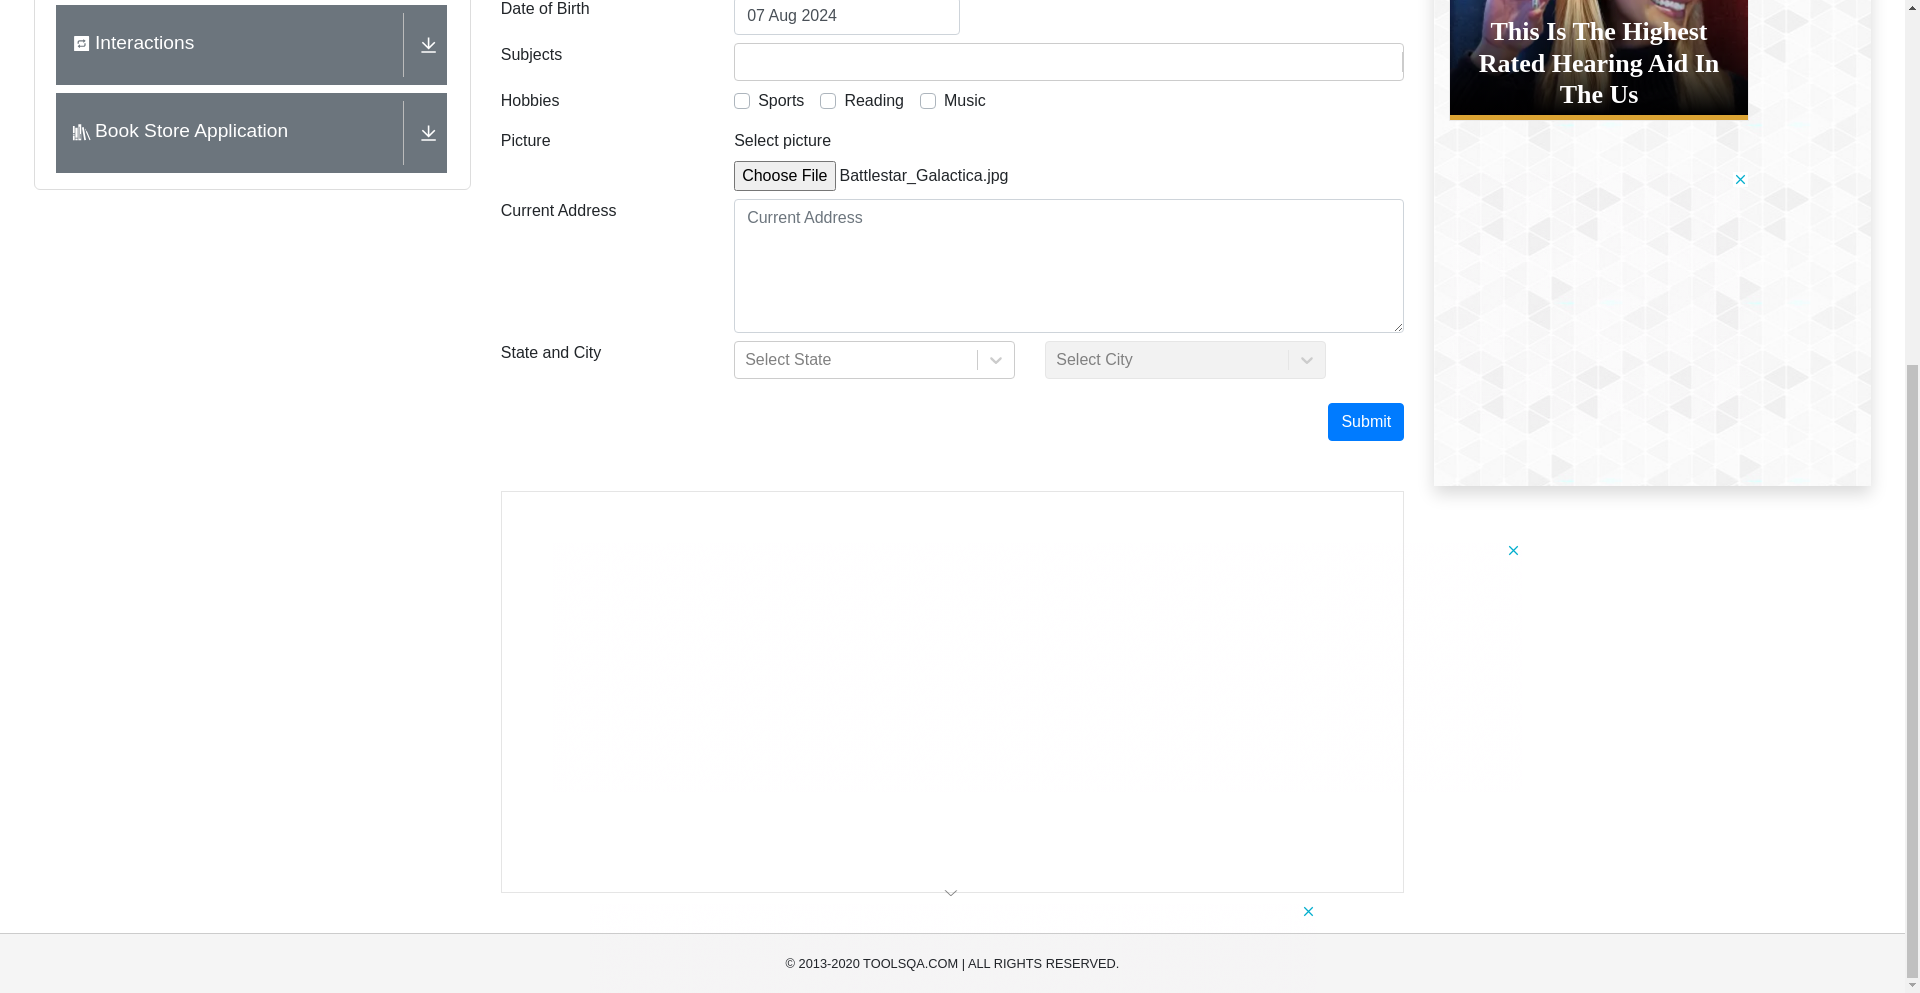 Interactions
Book Store Application
Date of Birth
07 Aug 2024
Subjects
Hobbies
Sports
Reading
Music
Picture
Select picture
Choose File Battlestar_Galactica.jpg
Current Address
Current Address
State and City
Select State
Select City
Submit
This Is The Highest
Rated Hearing Aid In
The Us
© 2013-2020 TOOLSQA.COM | ALL RIGHTS RESERVED.